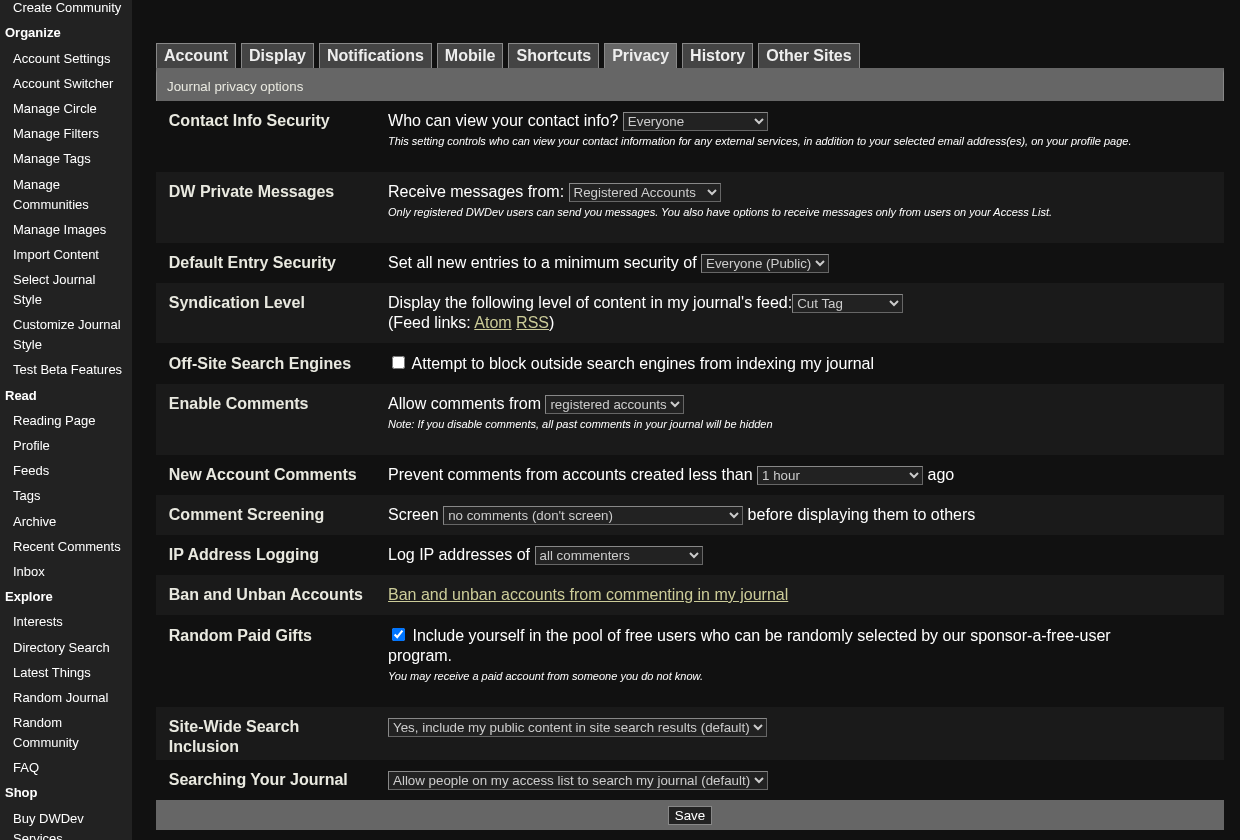 Create Community
Organize
Account Settings
Account Switcher
Manage Circle
Manage Filters
Manage Tags
Manage
Communities
Manage Images
Import Content
Select Journal
Style
Customize Journal
Style
Test Beta Features
Read
Reading Page
Profile
Feeds
Tags
Archive
Recent Comments
Inbox
Explore
Interests
Directory Search
Latest Things
Random Journal
Random
Community
FAQ
Shop
Buy DWDev
Services
Account Display Notifications Mobile Shortcuts Privacy History Other Sites
Journal privacy options
Contact Info Security Who can view your contact info? Everyone
This setting controls who can view your contact information for any external services, in addition to your selected email address(es), on your profile page.
DW Private Messages Receive messages from: Registered Accounts
Only registered DWDev users can send you messages. You also have options to receive messages only from users on your Access List.
Default Entry Security Set all new entries to a minimum security of Everyone (Public)
Syndication Level Display the following level of content in my journal's feed: Cut Tag
(Feed links: Atom RSS)
Off-Site Search Engines Attempt to block outside search engines from indexing my journal
Enable Comments Allow comments from registered accounts
Note: If you disable comments, all past comments in your journal will be hidden
New Account Comments Prevent comments from accounts created less than 1 hour ago
Comment Screening Screen no comments (don't screen) before displaying them to others
IP Address Logging Log IP addresses of all commenters
Ban and Unban Accounts Ban and unban accounts from commenting in my journal
Random Paid Gifts Include yourself in the pool of free users who can be randomly selected by our sponsor-a-free-user
program.
You may receive a paid account from someone you do not know.
Site-Wide Search Yes, include my public content in site search results (default)
Inclusion
Searching Your Journal Allow people on my access list to search my journal (default)
Save